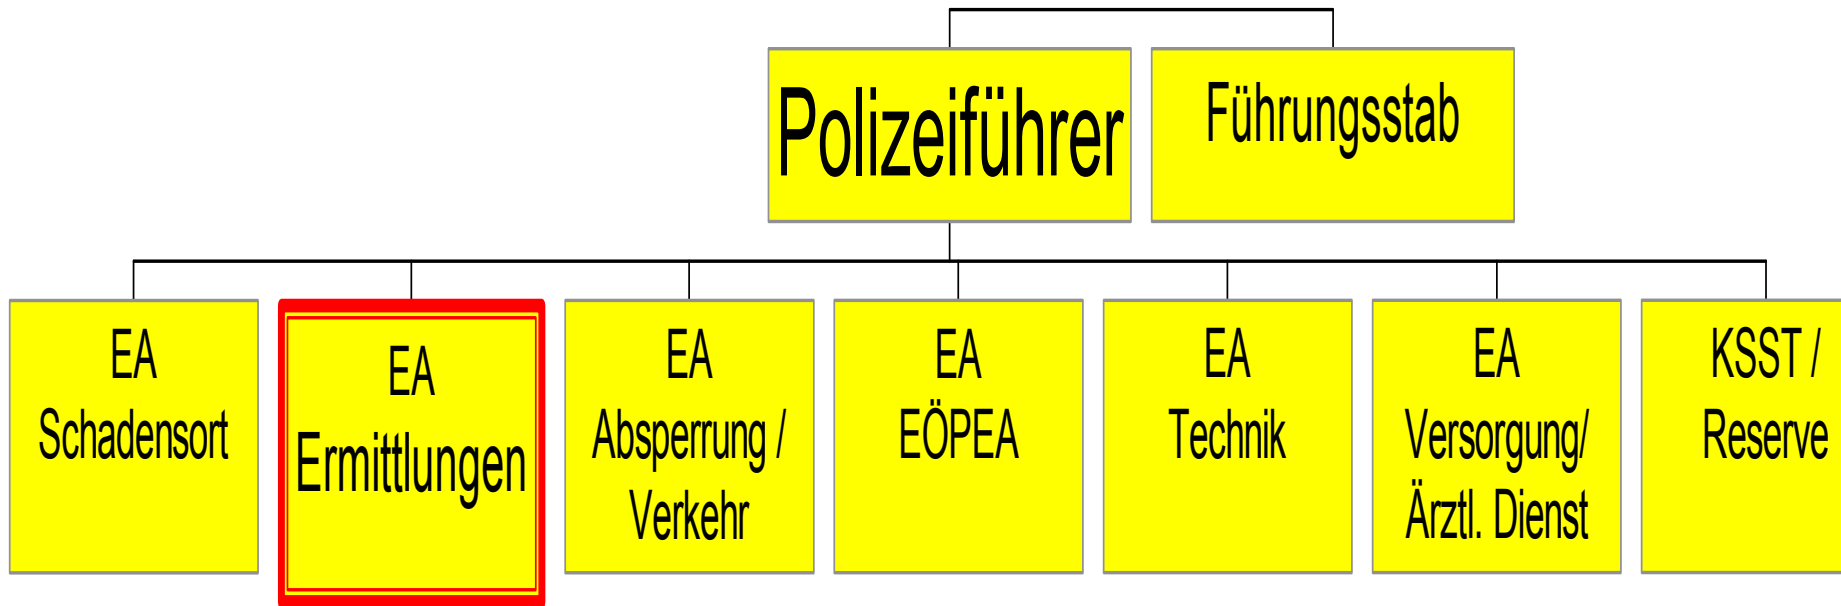 Polizeiführer
Führungsstab
EA
Schadensort
EA
Ermittlungen
EA
Absperrung /
Verkehr
EA
EÖPEA
EA
Technik
EA
Versorgung/
Ärztl. Dienst
KSST /
Reserve